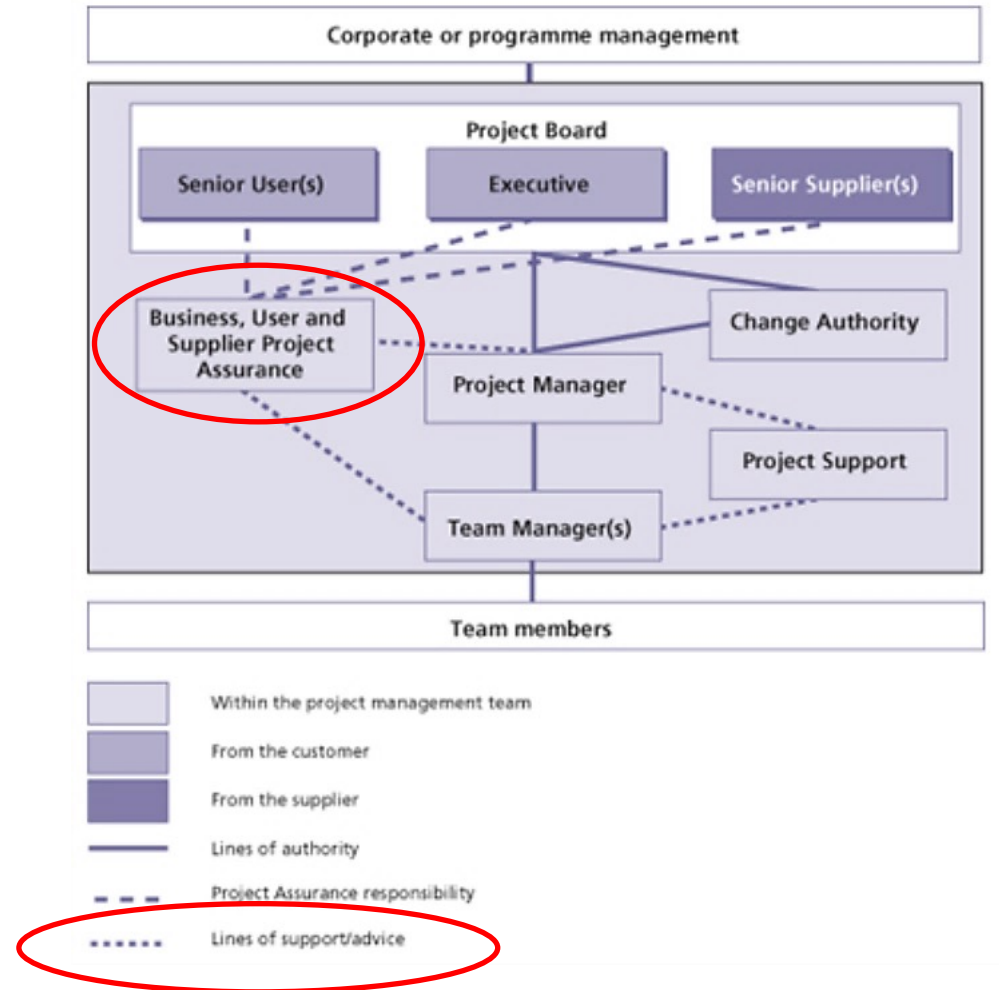 Corporate or programme management
Project Board
Senior User(s)
Executive
Senior Supplier(s)
Business, User and
Supplier Project
Assurance
Change Authority
Project Manager
Project Support
Team Manager(s)
Team members
Within the project management team
From the customer
From the supplier
Lines of authority
Project Assurance responsibility
Lines of support/advice